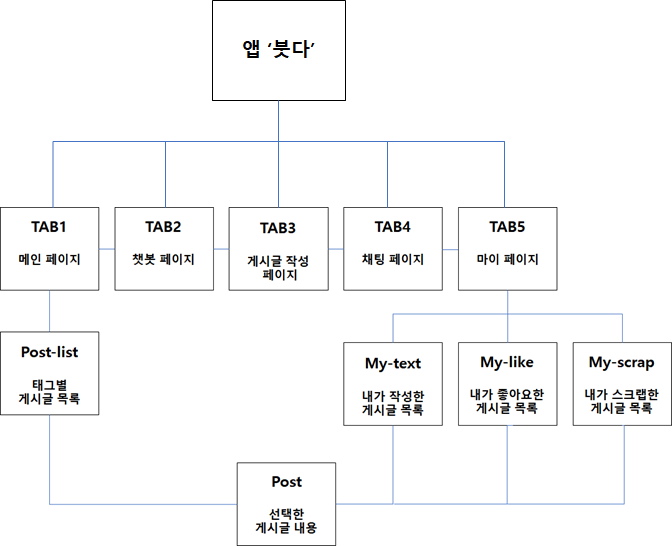 앱 ‘붓다’
TAB1
메인 페이지
TAB2
챗봇 페이지
TAB3
게시글 작성
페이지
TAB4
채팅 페이지
TAB5
마이 페이지
Post-list
태그별
게시글 목록
My-text
내가 작성한
게시글 목록
My-like
내가 좋아요한
게시글 목록
My-scrap
내가 스크랩한
게시글 목록
Post
선택한
게시글 내용